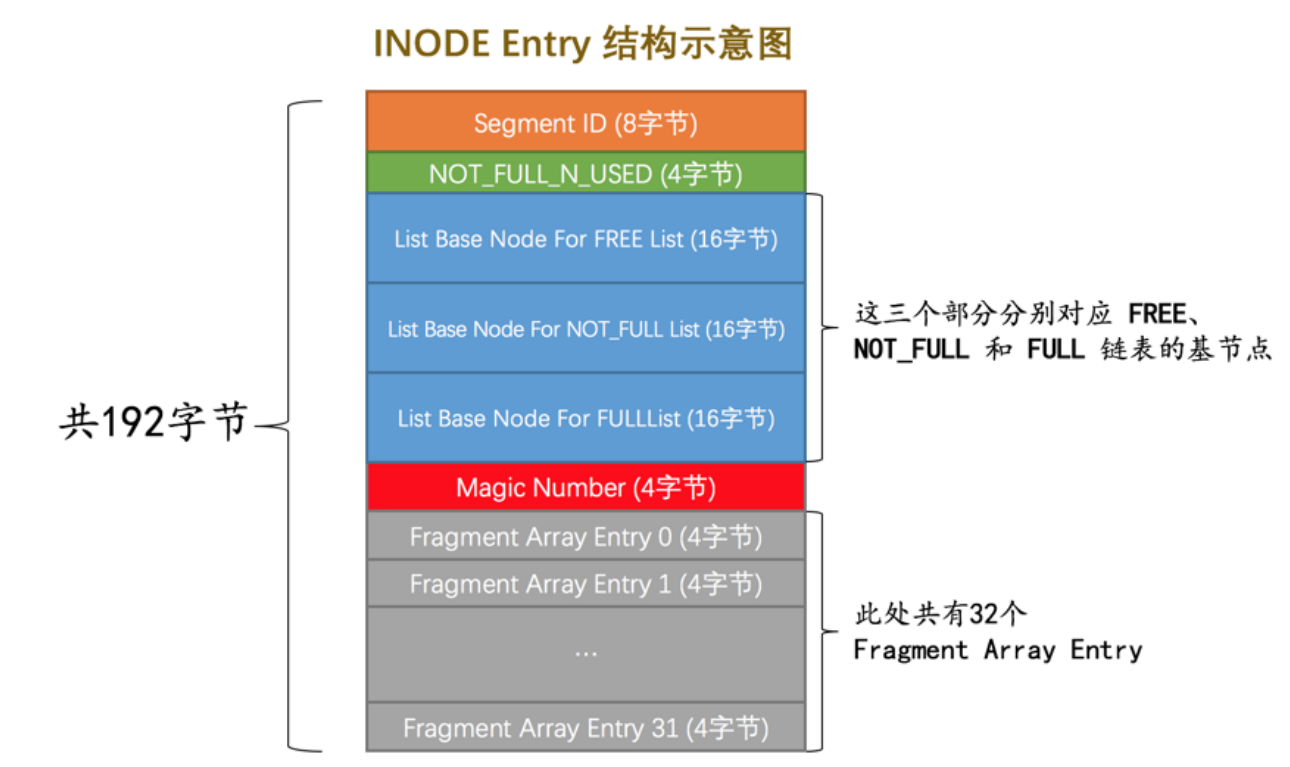 INODE Entry 结构示意图
Segment ID (8字节)
NOT_FULL_N_USED (4字节)
List Base Node For FREE List (16字节)
List Base Node For NOT_FULL List (16字节)
List Base Node For FULLList (16字节)
这三个部分分别对应 FREE、
NOT_FULL 和 FULL 链表的基节点
共192字节
Magic Number (4字节)
Fragment Array Entry 0 (4字节)
Fragment Array Entry 1 (4字节)
...
Fragment Array Entry 31 (4字节)
此处共有32个
Fragment Array Entry